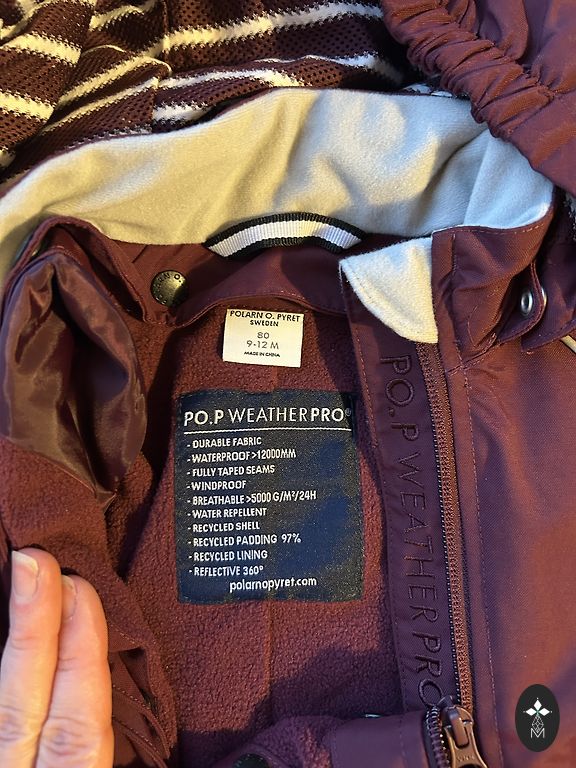 POLARN O. PYRET
SWEDEN
80
9-12 M
MADE IN CHINA
PO.P WEATHERPRO®
- DURABLE FABRIC
- WATERPROOF >12000MM
- FULLY TAPED SEAMS
- WINDPROOF
- BREATHABLE >5000 G/M²/24H
- WATER REPELLENT
- RECYCLED SHELL
- RECYCLED PADDING 97%
- RECYCLED LINING
- REFLECTIVE 360°
polarnopyret.com
PO.P WEATHER PRO
M